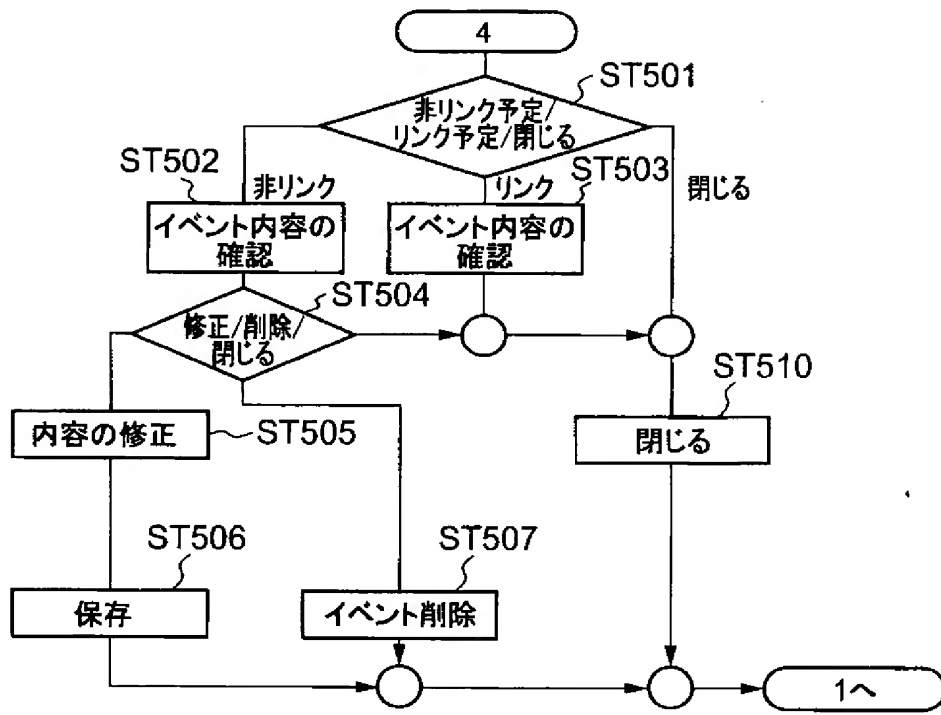 4
ST501
非リンク予定/
リンク予定/閉じる
ST502
ST503
非リンク
リンク
閉じる
イベント内容の
確認
イベント内容の
確認
ST504
修正/削除/
閉じる
ST510
内容の修正
ST505
閉じる
ST506
ST507
保存
イベント削除
1へ